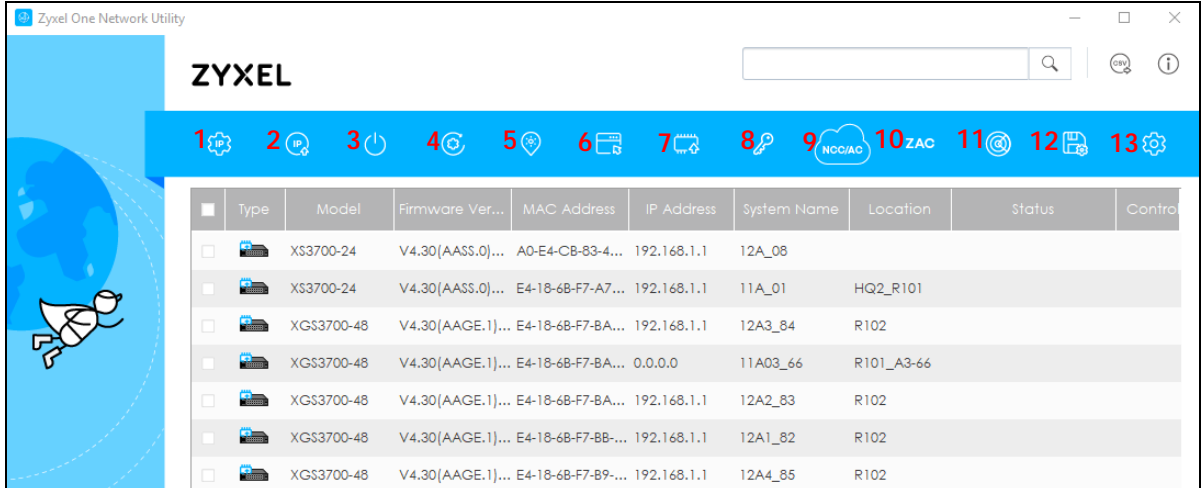 Zyxel One Network Utility
ZYXEL
CSV
1 IP 2 IP 3 4 5 6 7 8 9 NCC/AC 10 ZAC 11 12 13
Type Model Firmware Ver... MAC Address IP Address System Name Location Status Control
XS3700-24 V4.30(AASS.0)... A0-E4-CB-83-4... 192.168.1.1 12A_08
XS3700-24 V4.30(AASS.0)... E4-18-6B-F7-A7... 192.168.1.1 11A_01 HQ2_R101
XGS3700-48 V4.30(AAGE.1)... E4-18-6B-F7-BA... 192.168.1.1 12A3_84 R102
XGS3700-48 V4.30(AAGE.1)... E4-18-6B-F7-BA... 0.0.0.0 11A03_66 R101_A3-66
XGS3700-48 V4.30(AAGE.1)... E4-18-6B-F7-BA... 192.168.1.1 12A2_83 R102
XGS3700-48 V4.30(AAGE.1)... E4-18-6B-F7-BB-... 192.168.1.1 12A1_82 R102
XGS3700-48 V4.30(AAGE.1)... E4-18-6B-F7-B9-... 192.168.1.1 12A4_85 R102